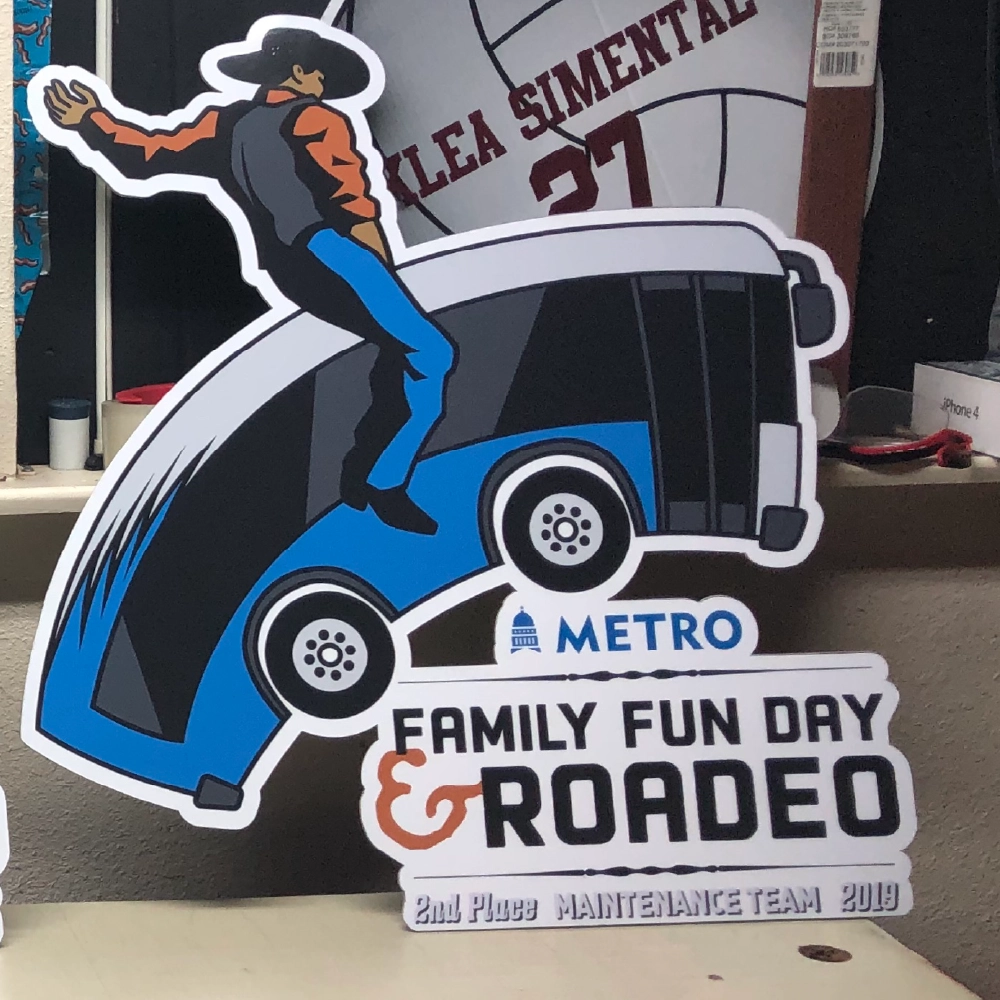 KLEA SIMENTAL
27
iPhone 4
METRO
FAMILY FUN DAY
& ROADEO
2nd Place MAINTENANCE TEAM 2019